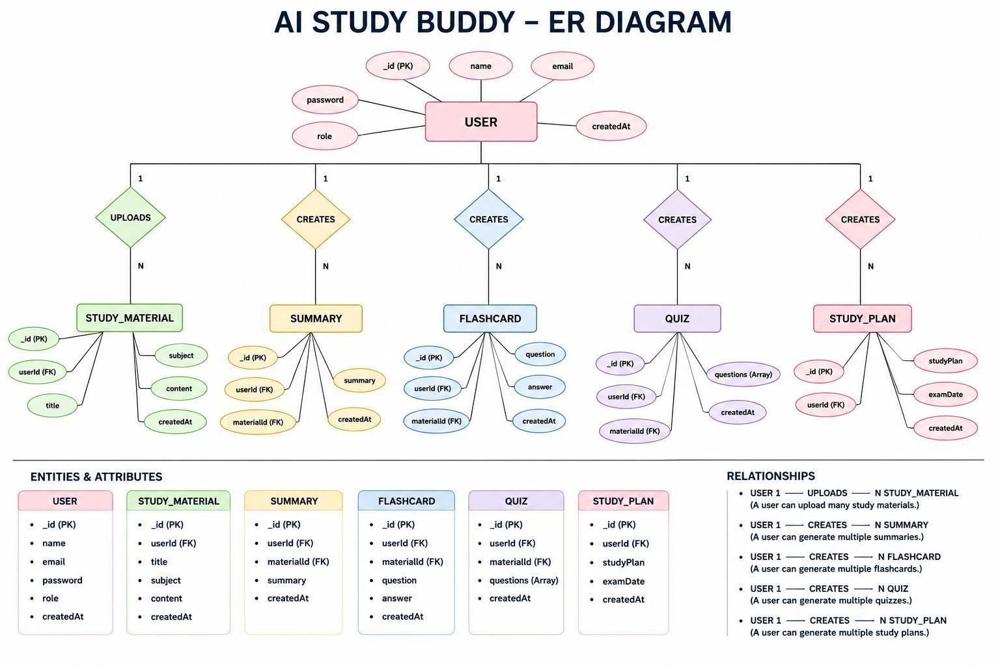 AI STUDY BUDDY – ER DIAGRAM
_id (PK)
name
email
password
role
USER
createdAt
1
1
1
1
1
UPLOADS
CREATES
CREATES
CREATES
CREATES
N
N
N
N
N
STUDY_MATERIAL
SUMMARY
FLASHCARD
QUIZ
STUDY_PLAN
_id (PK)
userId (FK)
title
subject
content
createdAt
_id (PK)
userId (FK)
materialId (FK)
summary
createdAt
_id (PK)
userId (FK)
materialId (FK)
question
answer
createdAt
_id (PK)
userId (FK)
materialId (FK)
questions (Array)
createdAt
_id (PK)
userId (FK)
studyPlan
examDate
createdAt
ENTITIES & ATTRIBUTES
USER
• _id (PK)
• name
• email
• password
• role
• createdAt
STUDY_MATERIAL
• _id (PK)
• userId (FK)
• title
• subject
• content
• createdAt
SUMMARY
• _id (PK)
• userId (FK)
• materialId (FK)
• summary
• createdAt
FLASHCARD
• _id (PK)
• userId (FK)
• materialId (FK)
• question
• answer
• createdAt
QUIZ
• _id (PK)
• userId (FK)
• materialId (FK)
• questions (Array)
• createdAt
STUDY_PLAN
• _id (PK)
• userId (FK)
• studyPlan
• examDate
• createdAt
RELATIONSHIPS
• USER 1 —— UPLOADS —— N STUDY_MATERIAL
(A user can upload many study materials.)
• USER 1 —— CREATES —— N SUMMARY
(A user can generate multiple summaries.)
• USER 1 —— CREATES —— N FLASHCARD
(A user can generate multiple flashcards.)
• USER 1 —— CREATES —— N QUIZ
(A user can generate multiple quizzes.)
• USER 1 —— CREATES —— N STUDY_PLAN
(A user can generate multiple study plans.)